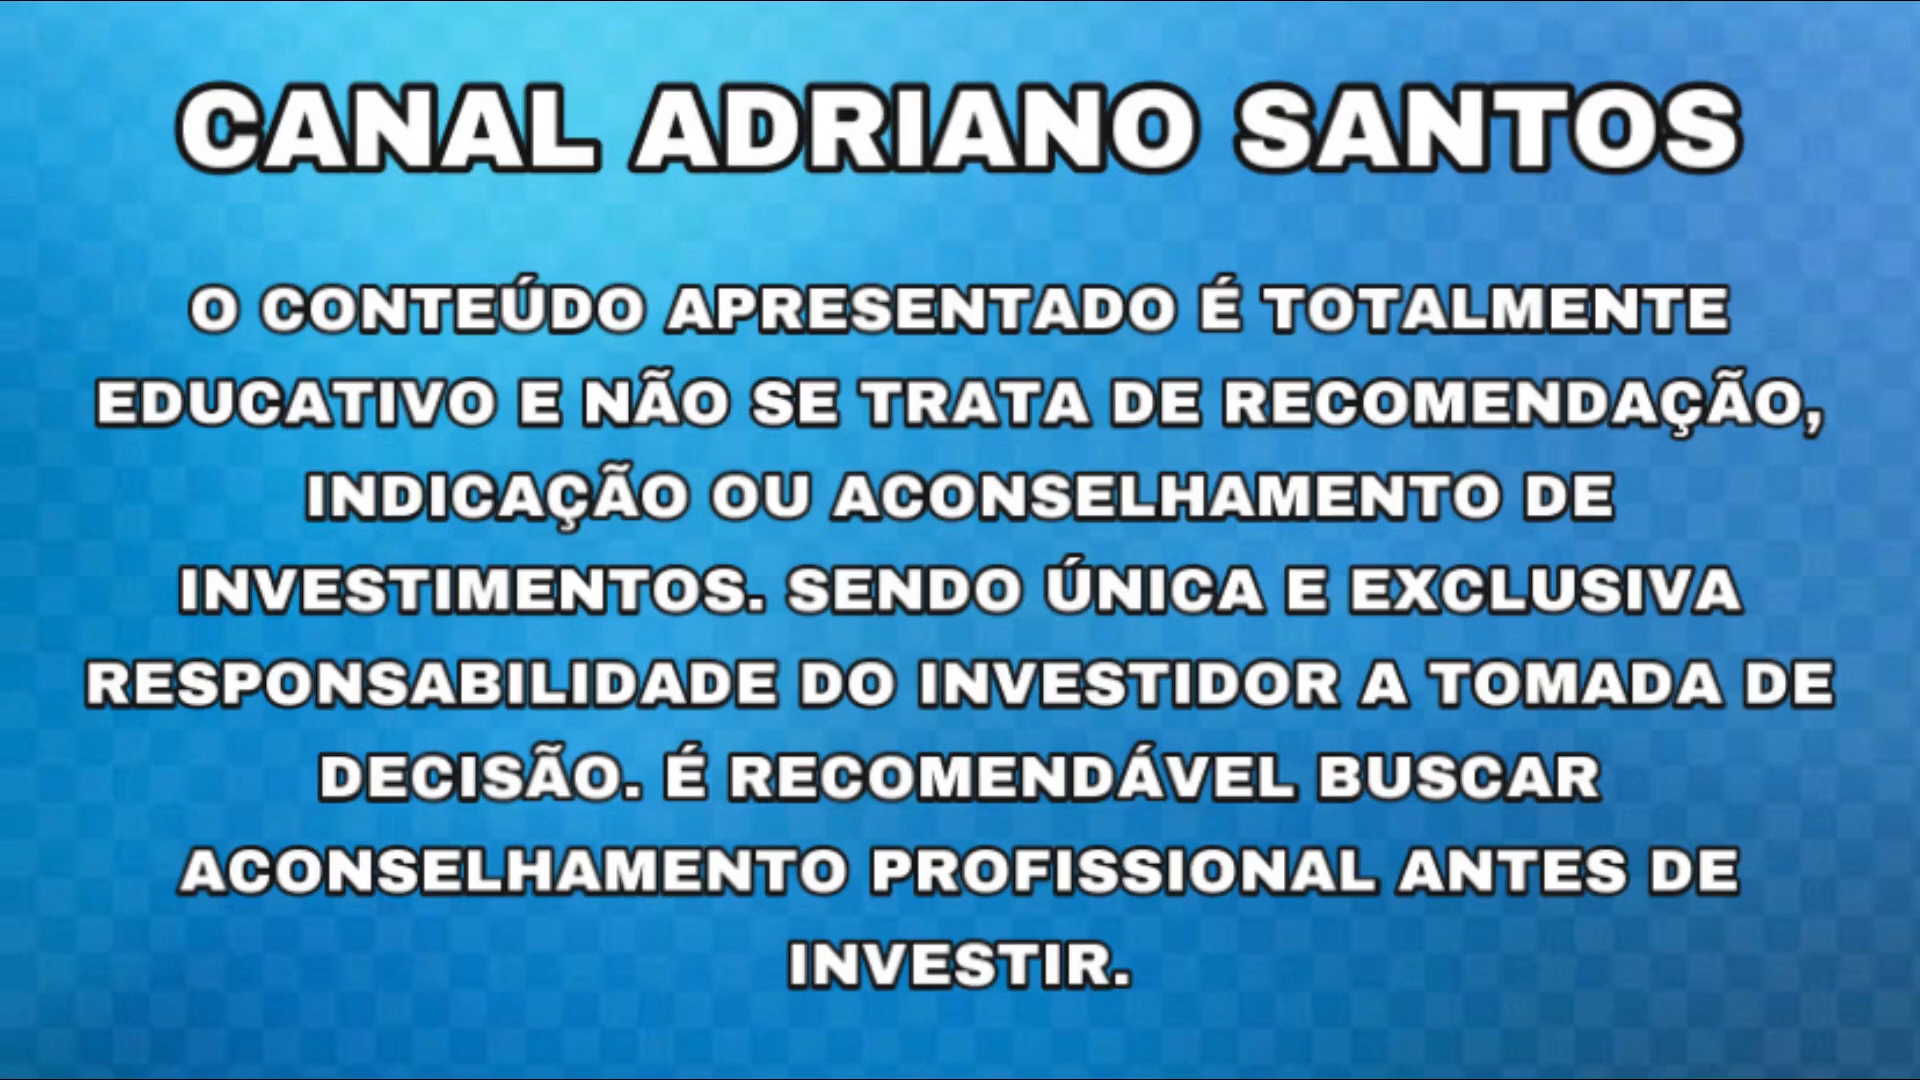 CANAL ADRIANO SANTOS
O CONTEÚDO APRESENTADO É TOTALMENTE
EDUCATIVO E NÃO SE TRATA DE RECOMENDAÇÃO,
INDICAÇÃO OU ACONSELHAMENTO DE
INVESTIMENTOS. SENDO ÚNICA E EXCLUSIVA
RESPONSABILIDADE DO INVESTIDOR A TOMADA DE
DECISÃO. É RECOMENDÁVEL BUSCAR
ACONSELHAMENTO PROFISSIONAL ANTES DE
INVESTIR.